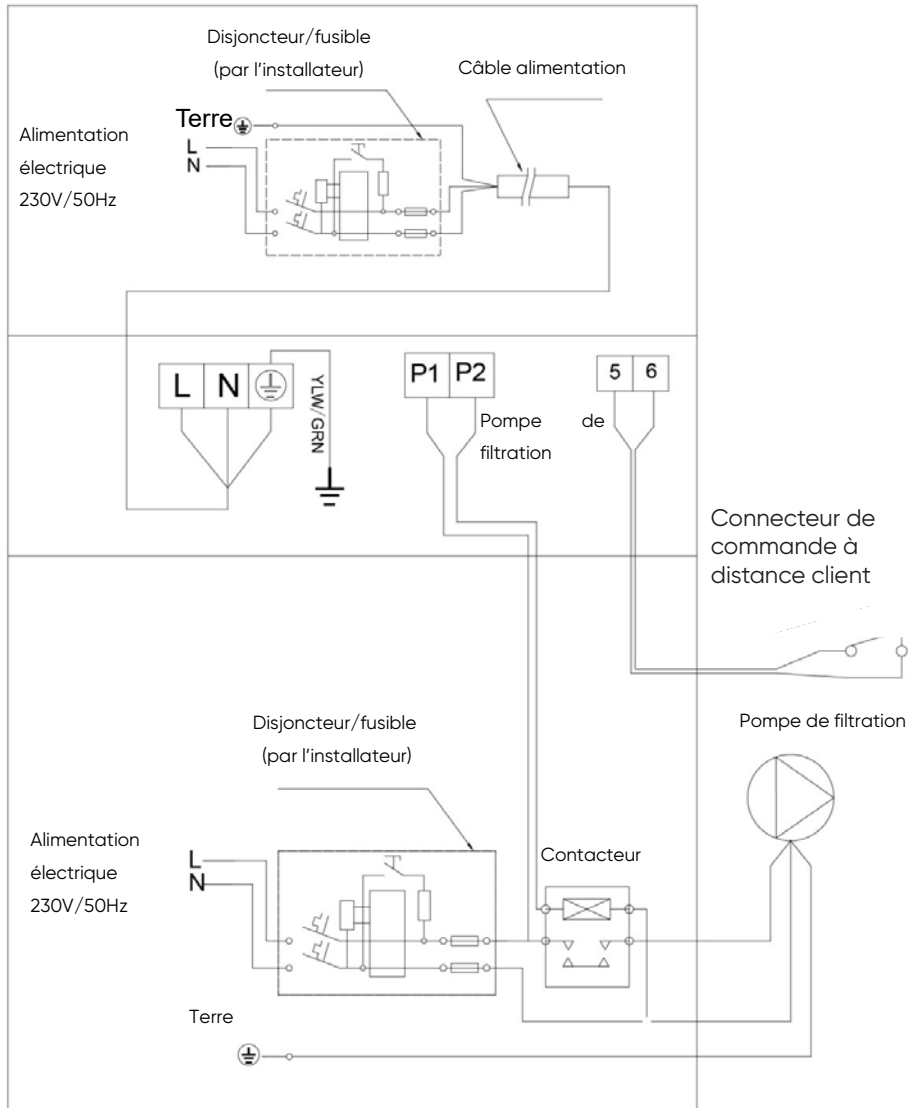 Disjoncteur/fusible
(par l'installateur)
Câble alimentation
Terre
Alimentation
électrique
230V/50Hz
L
N
L N
YLW/GRN
P1 P2
5 6
Pompe de
filtration
Connecteur de
commande à
distance client
Disjoncteur/fusible
(par l'installateur)
Pompe de filtration
Alimentation
électrique
230V/50Hz
L
N
Contacteur
Terre